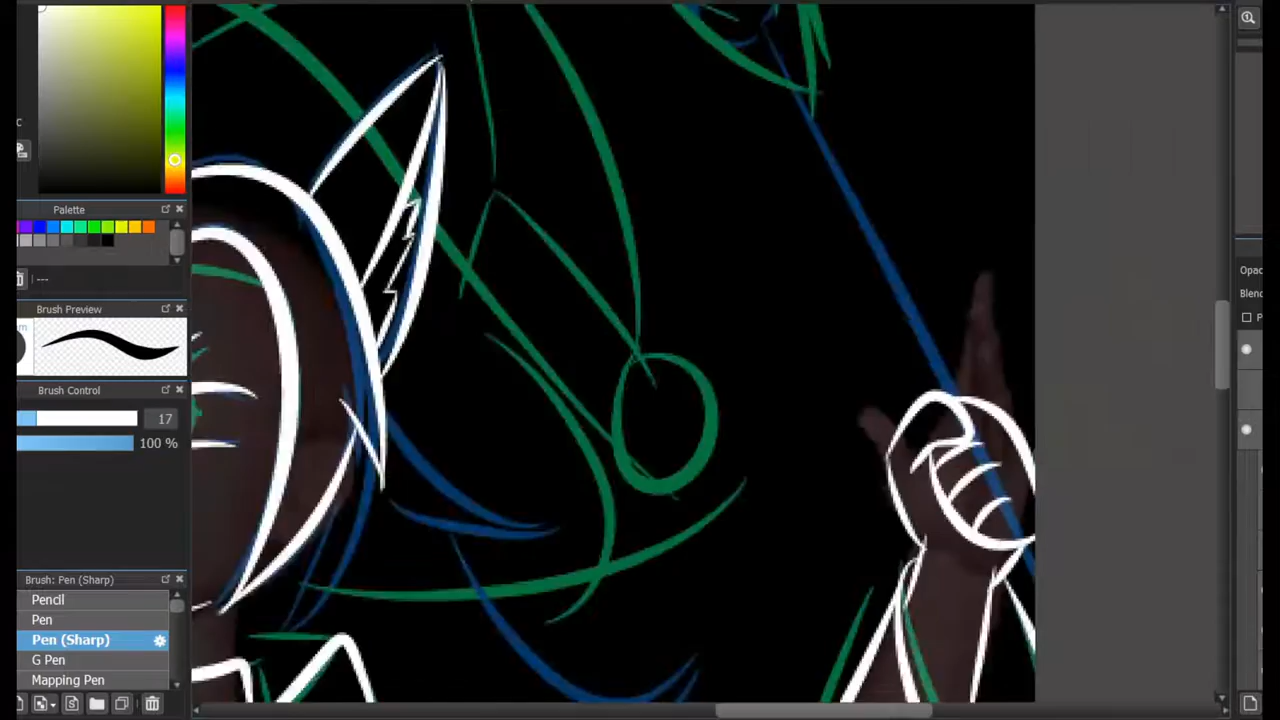 C
Palette
---
Brush Preview
Brush Control
17
100 %
Brush: Pen (Sharp)
Pencil
Pen
Pen (Sharp)
G Pen
Mapping Pen
Opac
Blend
P